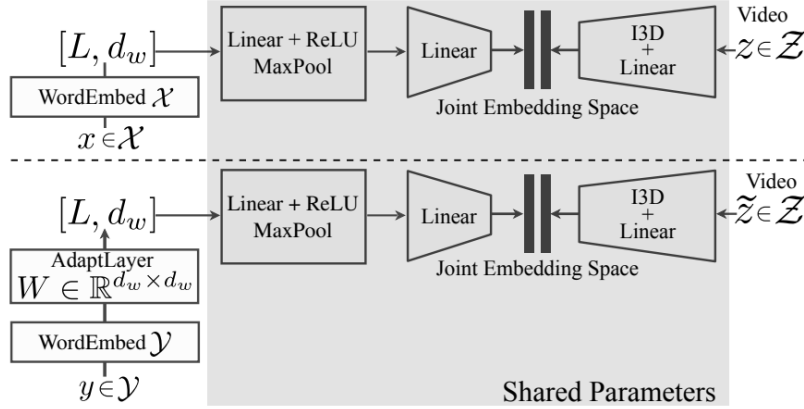 [L, d_w]
Linear + ReLU
MaxPool
Linear
I3D
+
Linear
Video
z ∈ 𝒵
WordEmbed 𝒳
Joint Embedding Space
x ∈ 𝒳
[L, d_w]
Linear + ReLU
MaxPool
Linear
I3D
+
Linear
Video
z̃ ∈ 𝒵
AdaptLayer
W ∈ ℝ^{d_w × d_w}
Joint Embedding Space
WordEmbed 𝒴
y ∈ 𝒴
Shared Parameters